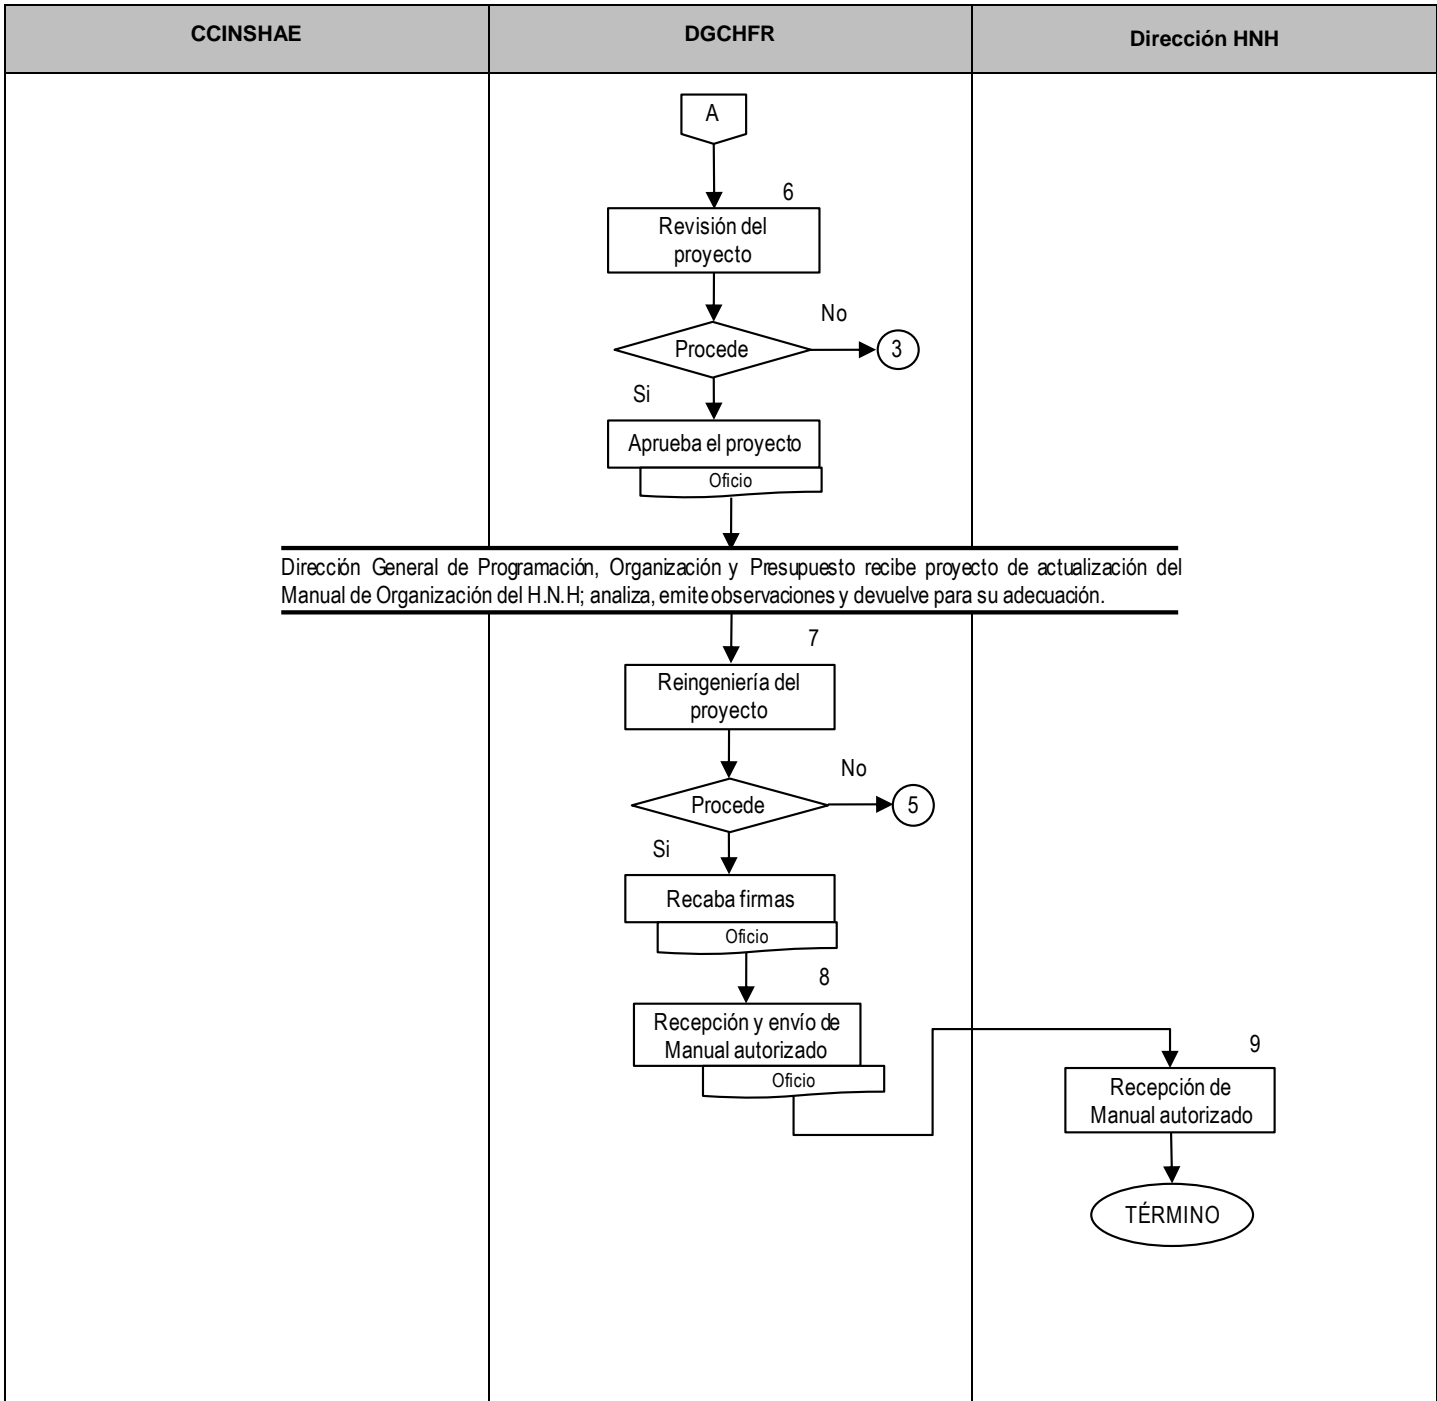 CCINSHAE
DGCHFR
Dirección HNH
A
6
Revisión del
proyecto
No
Procede
3
Si
Aprueba el proyecto
Oficio
Dirección General de Programación, Organización y Presupuesto recibe proyecto de actualización del
Manual de Organización del H.N.H; analiza, emite observaciones y devuelve para su adecuación.
7
Reingeniería del
proyecto
No
Procede
5
Si
Recaba firmas
Oficio
8
Recepción y envío de
Manual autorizado
Oficio
9
Recepción de
Manual autorizado
TÉRMINO